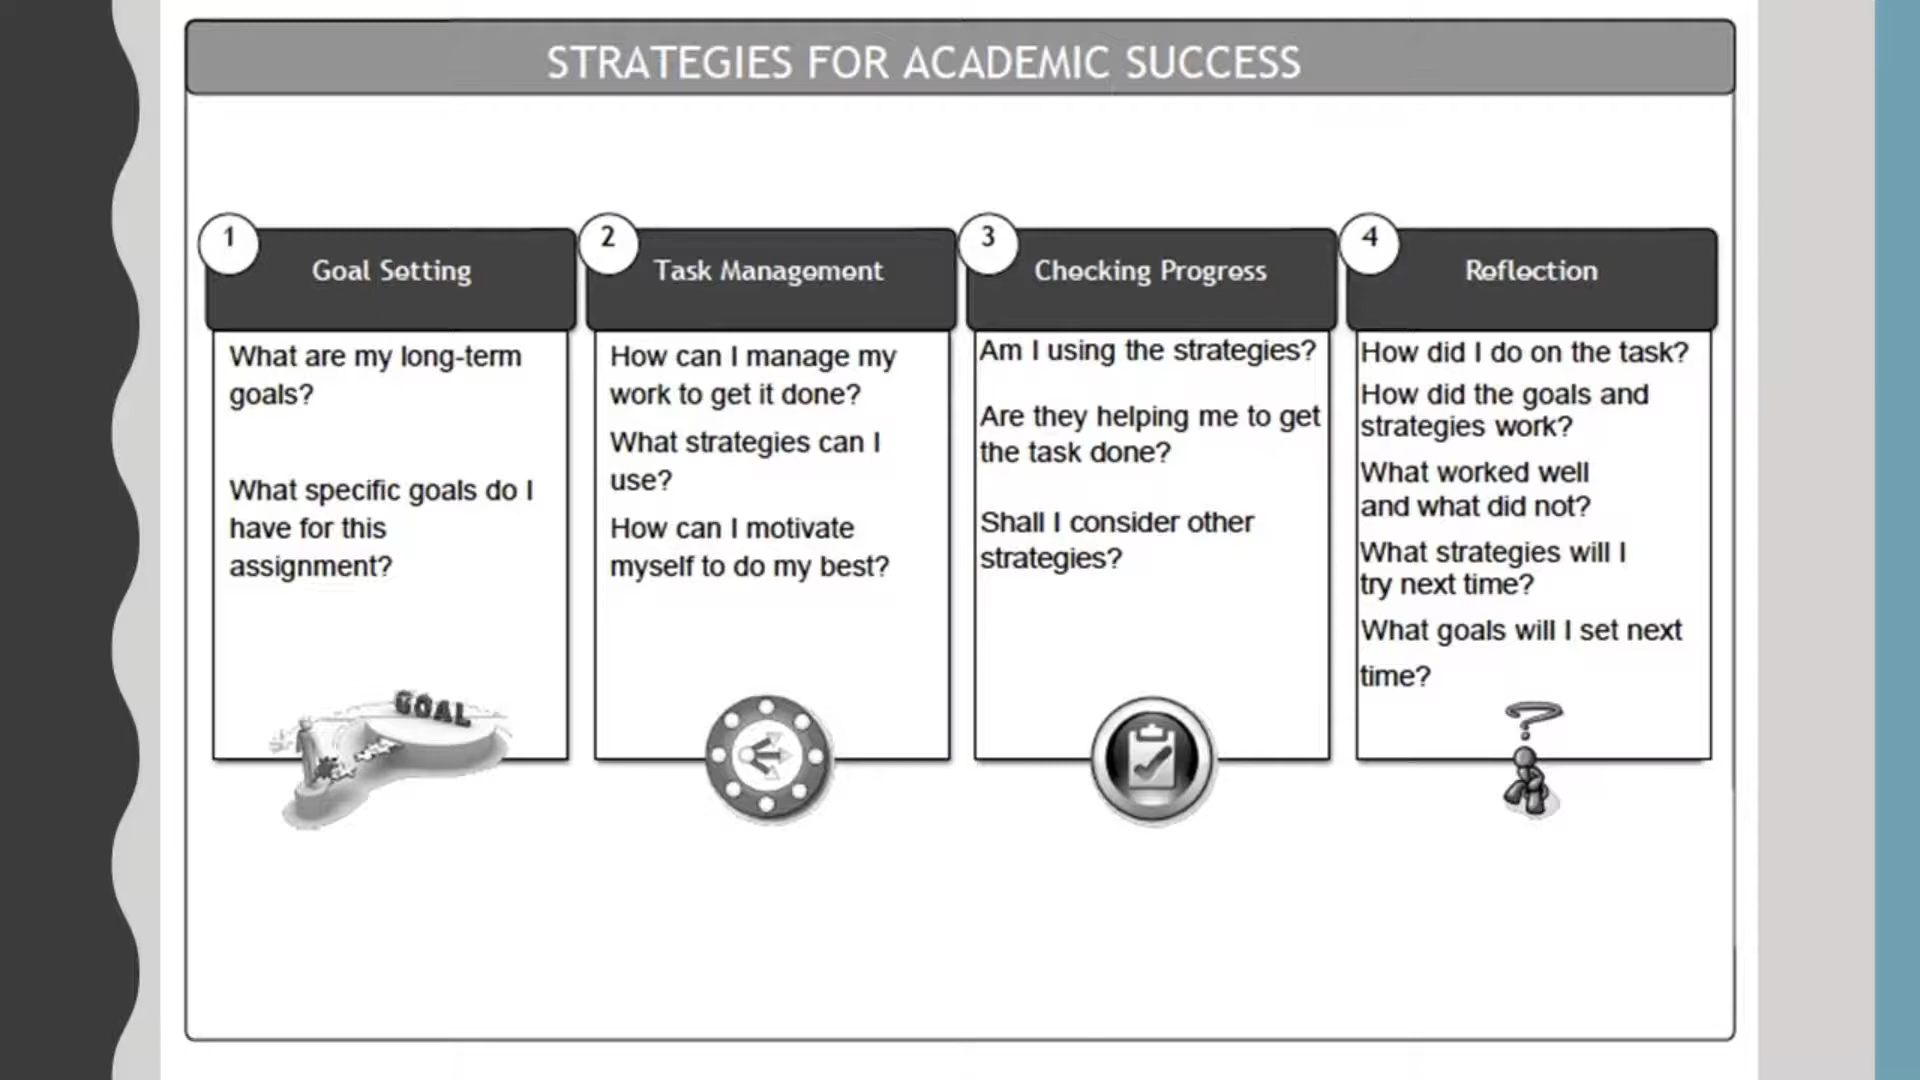 STRATEGIES FOR ACADEMIC SUCCESS
1
Goal Setting
What are my long-term
goals?
What specific goals do I
have for this
assignment?
GOAL
2
Task Management
How can I manage my
work to get it done?
What strategies can I
use?
How can I motivate
myself to do my best?
3
Checking Progress
Am I using the strategies?
Are they helping me to get
the task done?
Shall I consider other
strategies?
4
Reflection
How did I do on the task?
How did the goals and
strategies work?
What worked well
and what did not?
What strategies will I
try next time?
What goals will I set next
time?
?